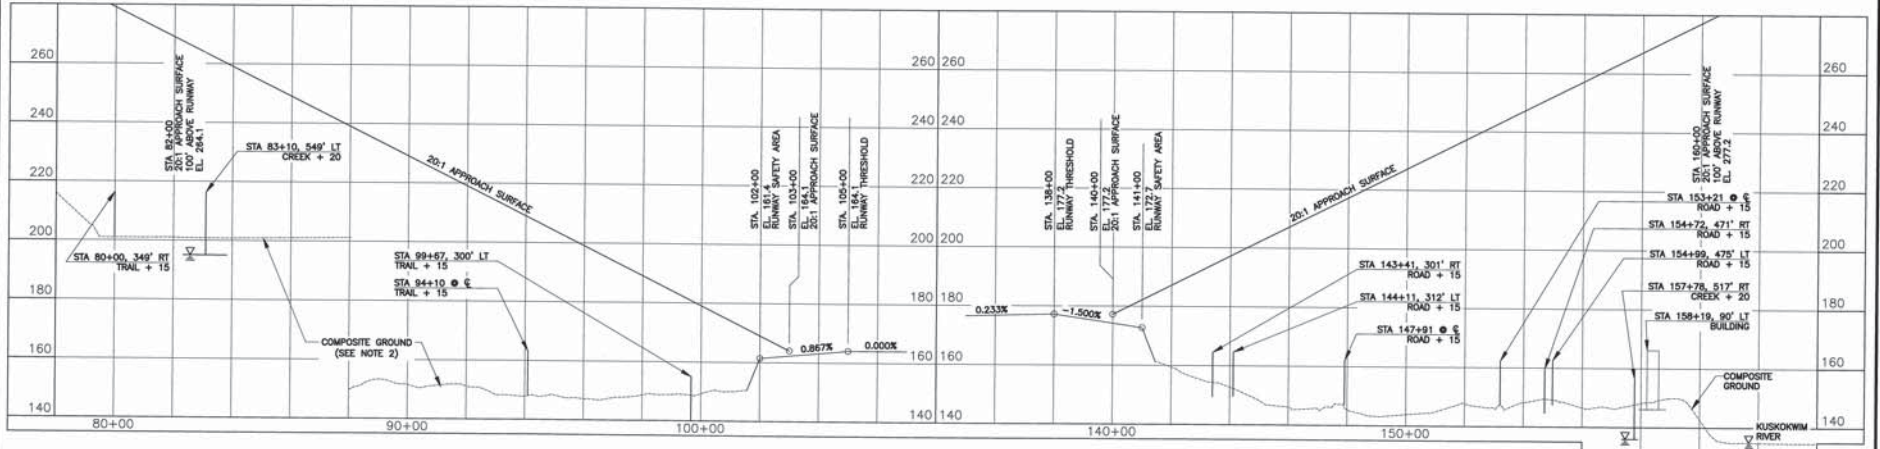 260
240
220
200
180
160
140
STA 82+00
20:1 APPROACH SURFACE
100' ABOVE RUNWAY
EL. 264.1
STA 83+10, 549' LT
CREEK + 20
20:1 APPROACH SURFACE
STA 80+00, 349' RT
TRAIL + 15
STA 99+67, 300' LT
TRAIL + 15
STA 94+10 @ ℄
TRAIL + 15
COMPOSITE GROUND
(SEE NOTE 2)
STA. 102+00
EL. 161.4
RUNWAY SAFETY AREA
STA. 103+00
EL. 164.1
20:1 APPROACH SURFACE
STA. 105+00
EL. 164.1
RUNWAY THRESHOLD
0.867%
0.000%
80+00
90+00
100+00
260 260
240 240
220 220
200 200
180 180
160 160
140 140
STA. 138+00
EL. 177.2
RUNWAY THRESHOLD
STA. 140+00
EL. 177.2
20:1 APPROACH SURFACE
STA. 141+00
EL. 172.7
RUNWAY SAFETY AREA
0.233%
-1.500%
20:1 APPROACH SURFACE
STA 160+00
20:1 APPROACH SURFACE
100' ABOVE RUNWAY
EL. 277.2
STA 143+41, 301' RT
ROAD + 15
STA 144+11, 312' LT
ROAD + 15
STA 147+91 @ ℄
ROAD + 15
STA 153+21 @ ℄
ROAD + 15
STA 154+72, 471' RT
ROAD + 15
STA 154+99, 475' LT
ROAD + 15
STA 157+78, 517' RT
CREEK + 20
STA 158+19, 90' LT
BUILDING
COMPOSITE
GROUND
KUSKOKWIM
RIVER
140+00
150+00
260
240
220
200
180
160
140